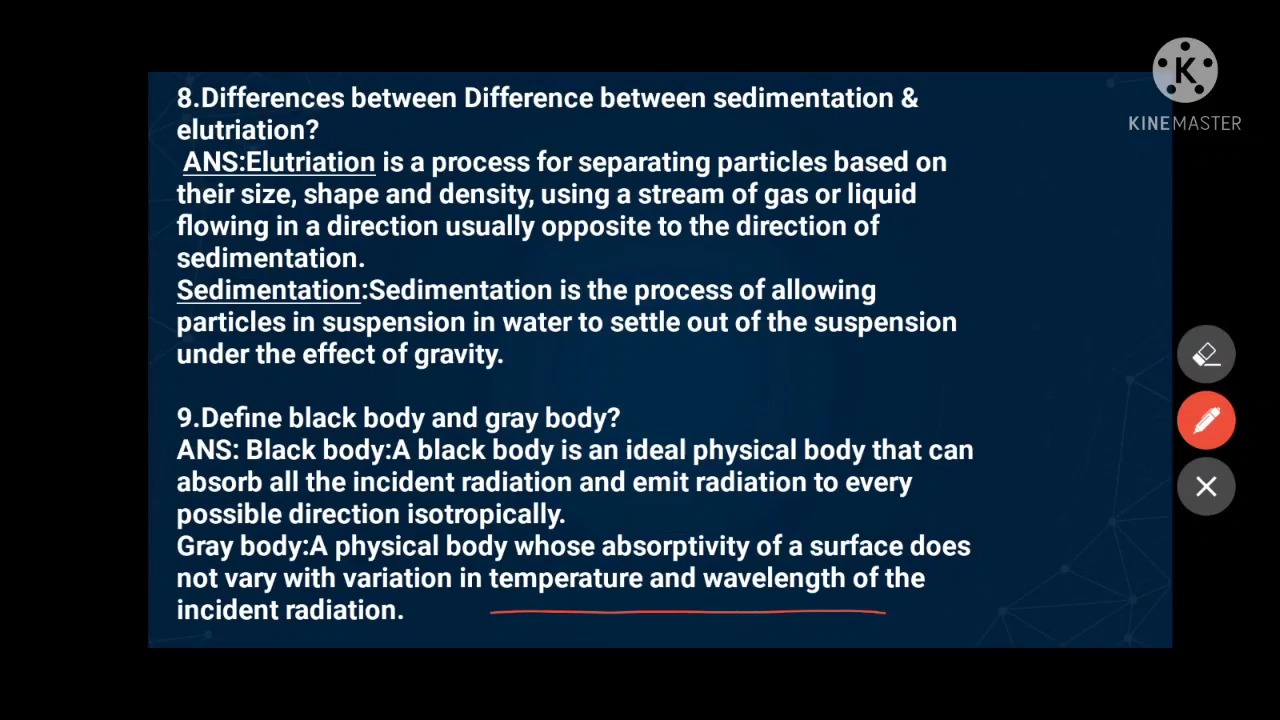 8.Differences between Difference between sedimentation &
elutriation?
ANS:Elutriation is a process for separating particles based on
their size, shape and density, using a stream of gas or liquid
flowing in a direction usually opposite to the direction of
sedimentation.
Sedimentation:Sedimentation is the process of allowing
particles in suspension in water to settle out of the suspension
under the effect of gravity.
9.Define black body and gray body?
ANS: Black body:A black body is an ideal physical body that can
absorb all the incident radiation and emit radiation to every
possible direction isotropically.
Gray body:A physical body whose absorptivity of a surface does
not vary with variation in temperature and wavelength of the
incident radiation.
K
KINEMASTER